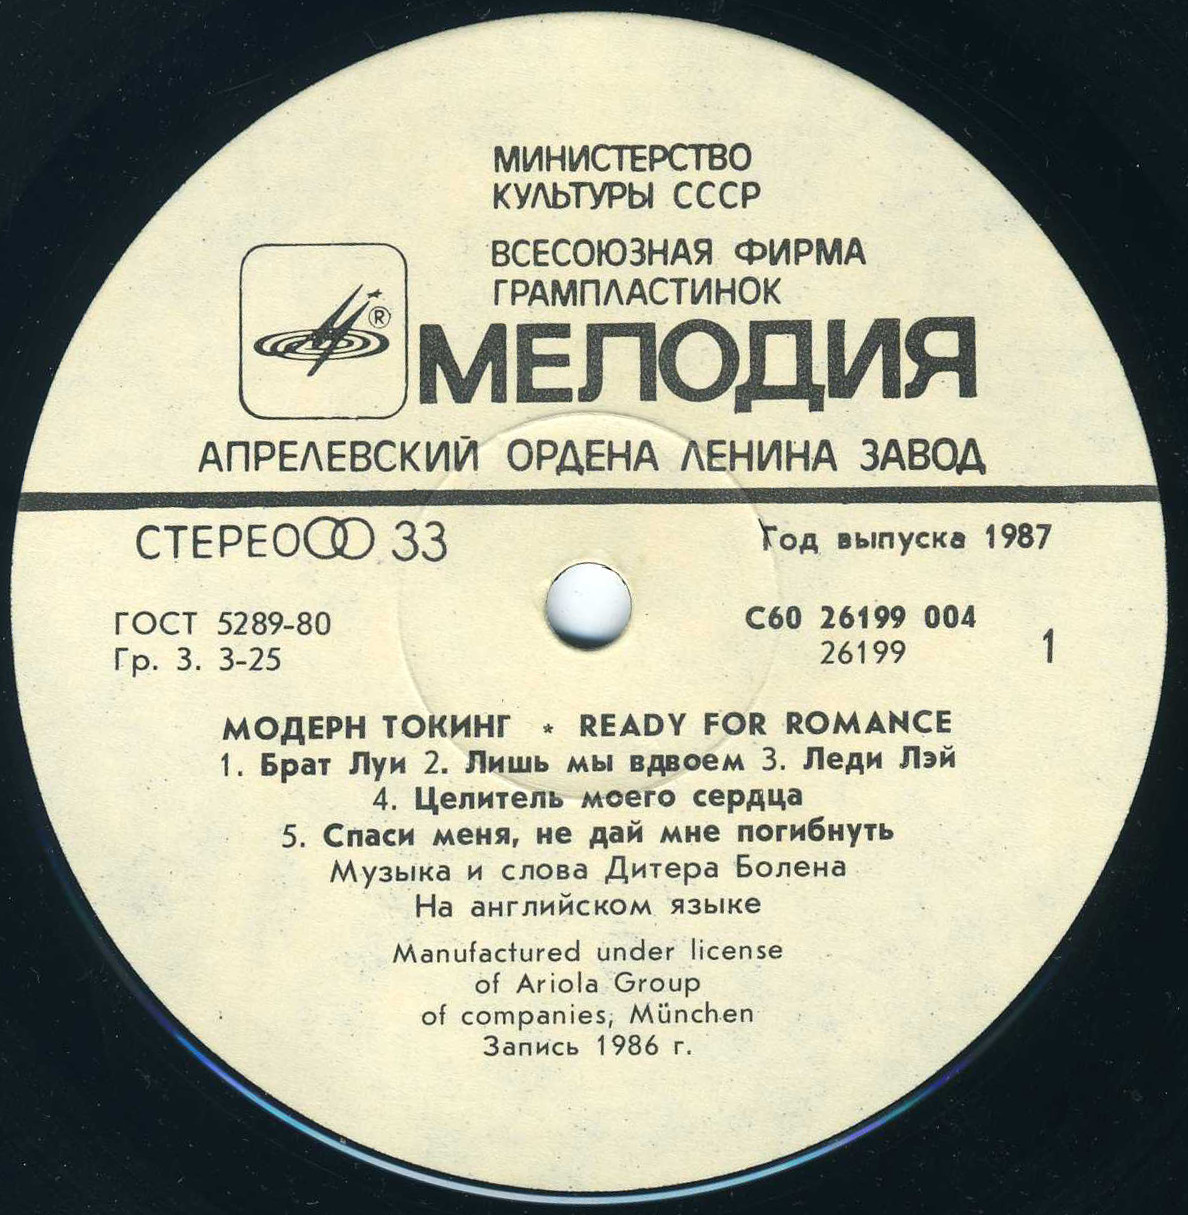 МИНИСТЕРСТВО
КУЛЬТУРЫ СССР
ВСЕСОЮЗНАЯ ФИРМА
ГРАМПЛАСТИНОК
®
МЕЛОДИЯ
АПРЕЛЕВСКИЙ ОРДЕНА ЛЕНИНА ЗАВОД
СТЕРЕО 33
Год выпуска 1987
ГОСТ 5289-80
Гр. 3. 3-25
С60 26199 004
26199
1
МОДЕРН ТОКИНГ * READY FOR ROMANCE
1. Брат Луи 2. Лишь мы вдвоем 3. Леди Лэй
4. Целитель моего сердца
5. Спаси меня, не дай мне погибнуть
Музыка и слова Дитера Болена
На английском языке
Manufactured under license
of Ariola Group
of companies, München
Запись 1986 г.